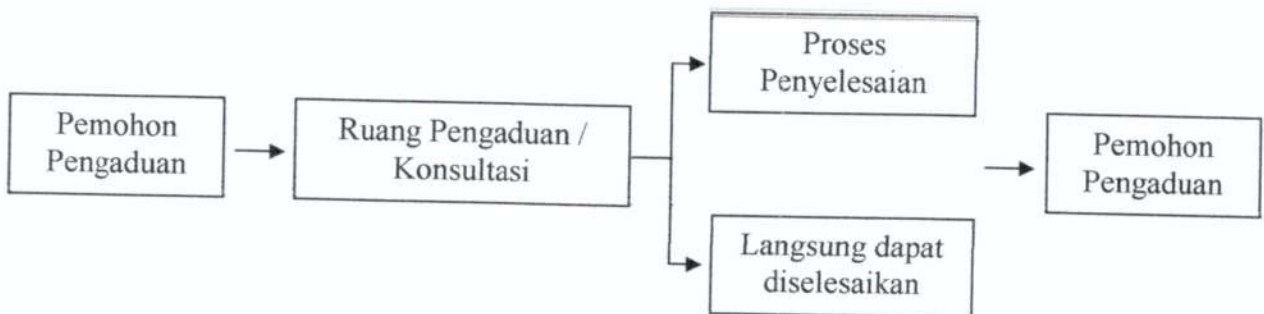 Pemohon
Pengaduan
Ruang Pengaduan /
Konsultasi
Proses
Penyelesaian
Langsung dapat
diselesaikan
Pemohon
Pengaduan